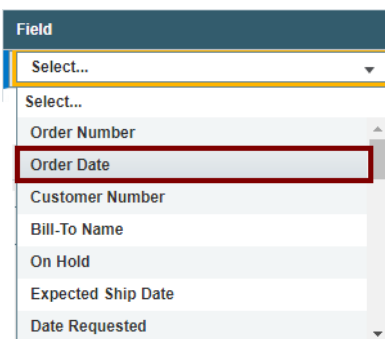 Field
Select...
Select...
Order Number
Order Date
Customer Number
Bill-To Name
On Hold
Expected Ship Date
Date Requested